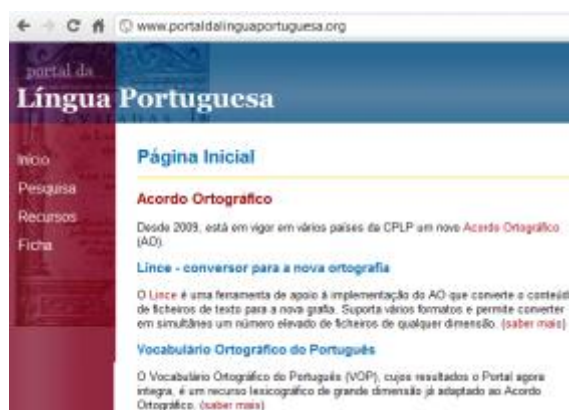 www.portaldalinguaportuguesa.org
portal da
Língua Portuguesa
Início
Pesquisa
Recursos
Ficha
Página Inicial
Acordo Ortográfico
Desde 2009, está em vigor em vários países da CPLP um novo Acordo Ortográfico
(AO).
Lince - conversor para a nova ortografia
O Lince é uma ferramenta de apoio à implementação do AO que converte o conteúd
de ficheiros de texto para a nova grafia. Suporta vários formatos e permite converter
em simultâneo um número elevado de ficheiros de qualquer dimensão. (saber mais)
Vocabulário Ortográfico do Português
O Vocabulário Ortográfico do Português (VOP), cujos resultados o Portal agora
integra, é um recurso lexicográfico de grande dimensão já adaptado ao Acordo
Ortográfico. (saber mais)